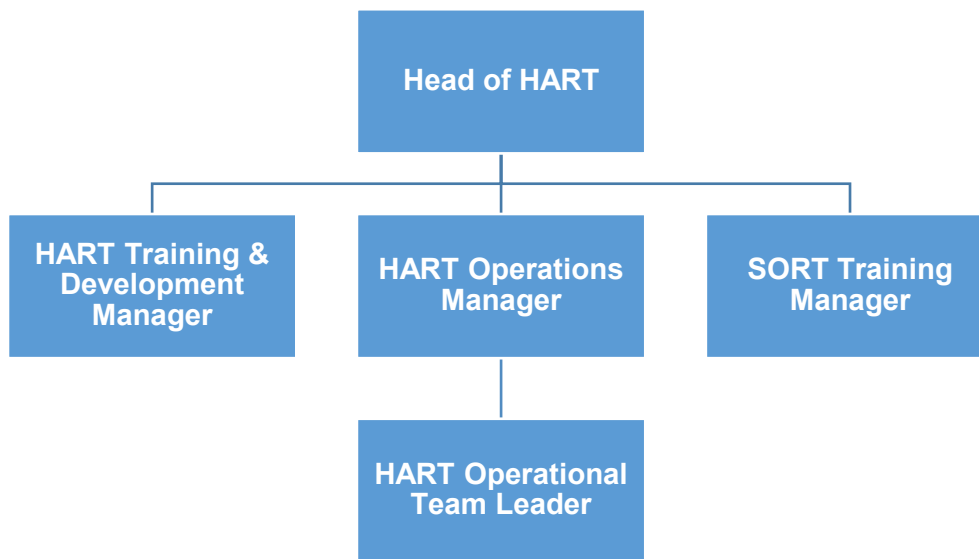 Head of HART
HART Training &
Development
Manager
HART Operations
Manager
SORT Training
Manager
HART Operational
Team Leader